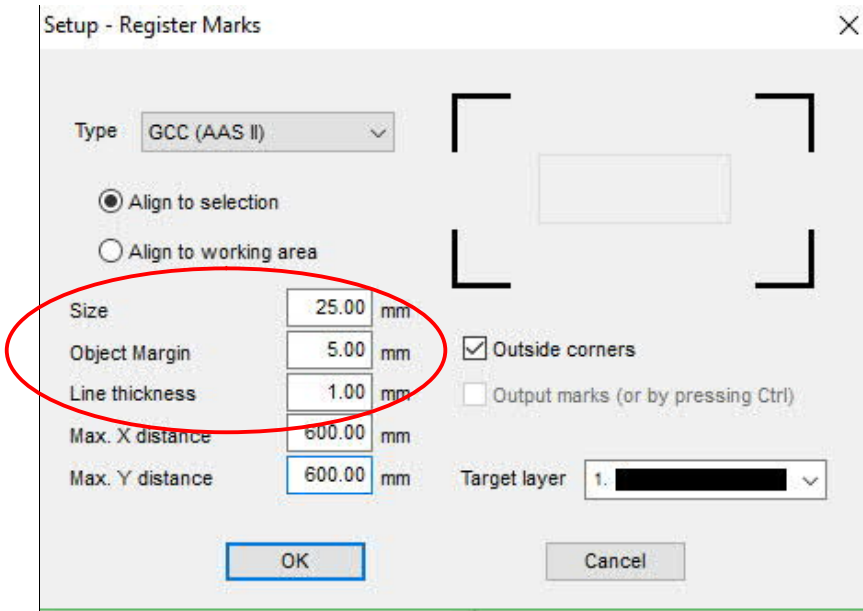 Setup - Register Marks
Type GCC (AAS II)
Align to selection
Align to working area
Size 25.00 mm
Object Margin 5.00 mm
Line thickness 1.00 mm
Max. X distance 600.00 mm
Max. Y distance 600.00 mm
Outside corners
Output marks (or by pressing Ctrl)
Target layer 1.
OK Cancel